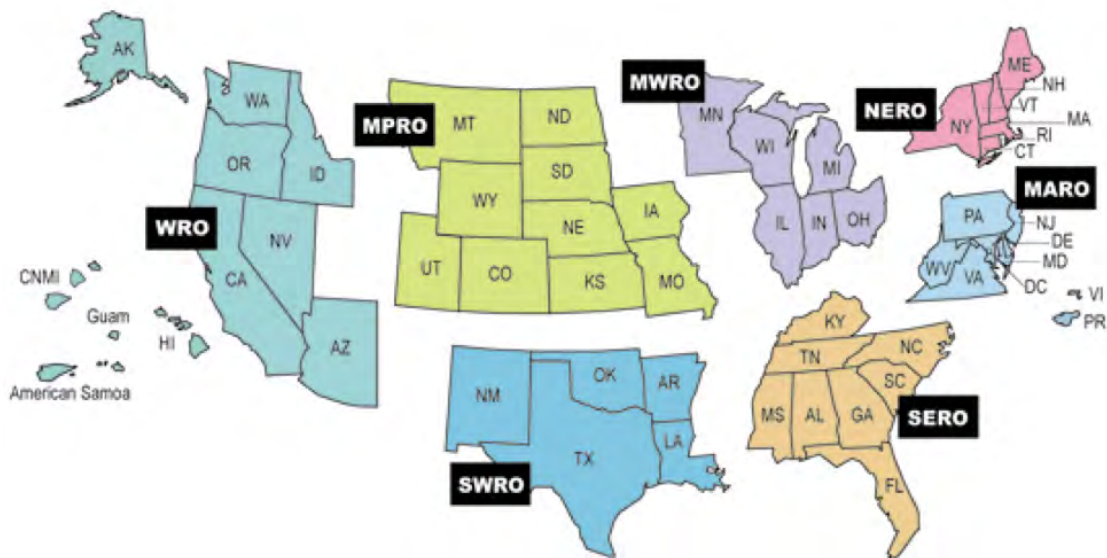 AK
WA
OR
ID
WRO
NV
CA
AZ
CNMI
Guam
HI
American Samoa
MPRO
MT
ND
SD
WY
NE
IA
UT
CO
KS
MO
MWRO
MN
WI
MI
IL
IN
OH
NERO
ME
NH
VT
MA
NY
RI
CT
MARO
PA
NJ
DE
MD
WV
VA
DC
VI
PR
NM
OK
AR
TX
LA
SWRO
KY
TN
NC
SC
MS
AL
GA
SERO
FL